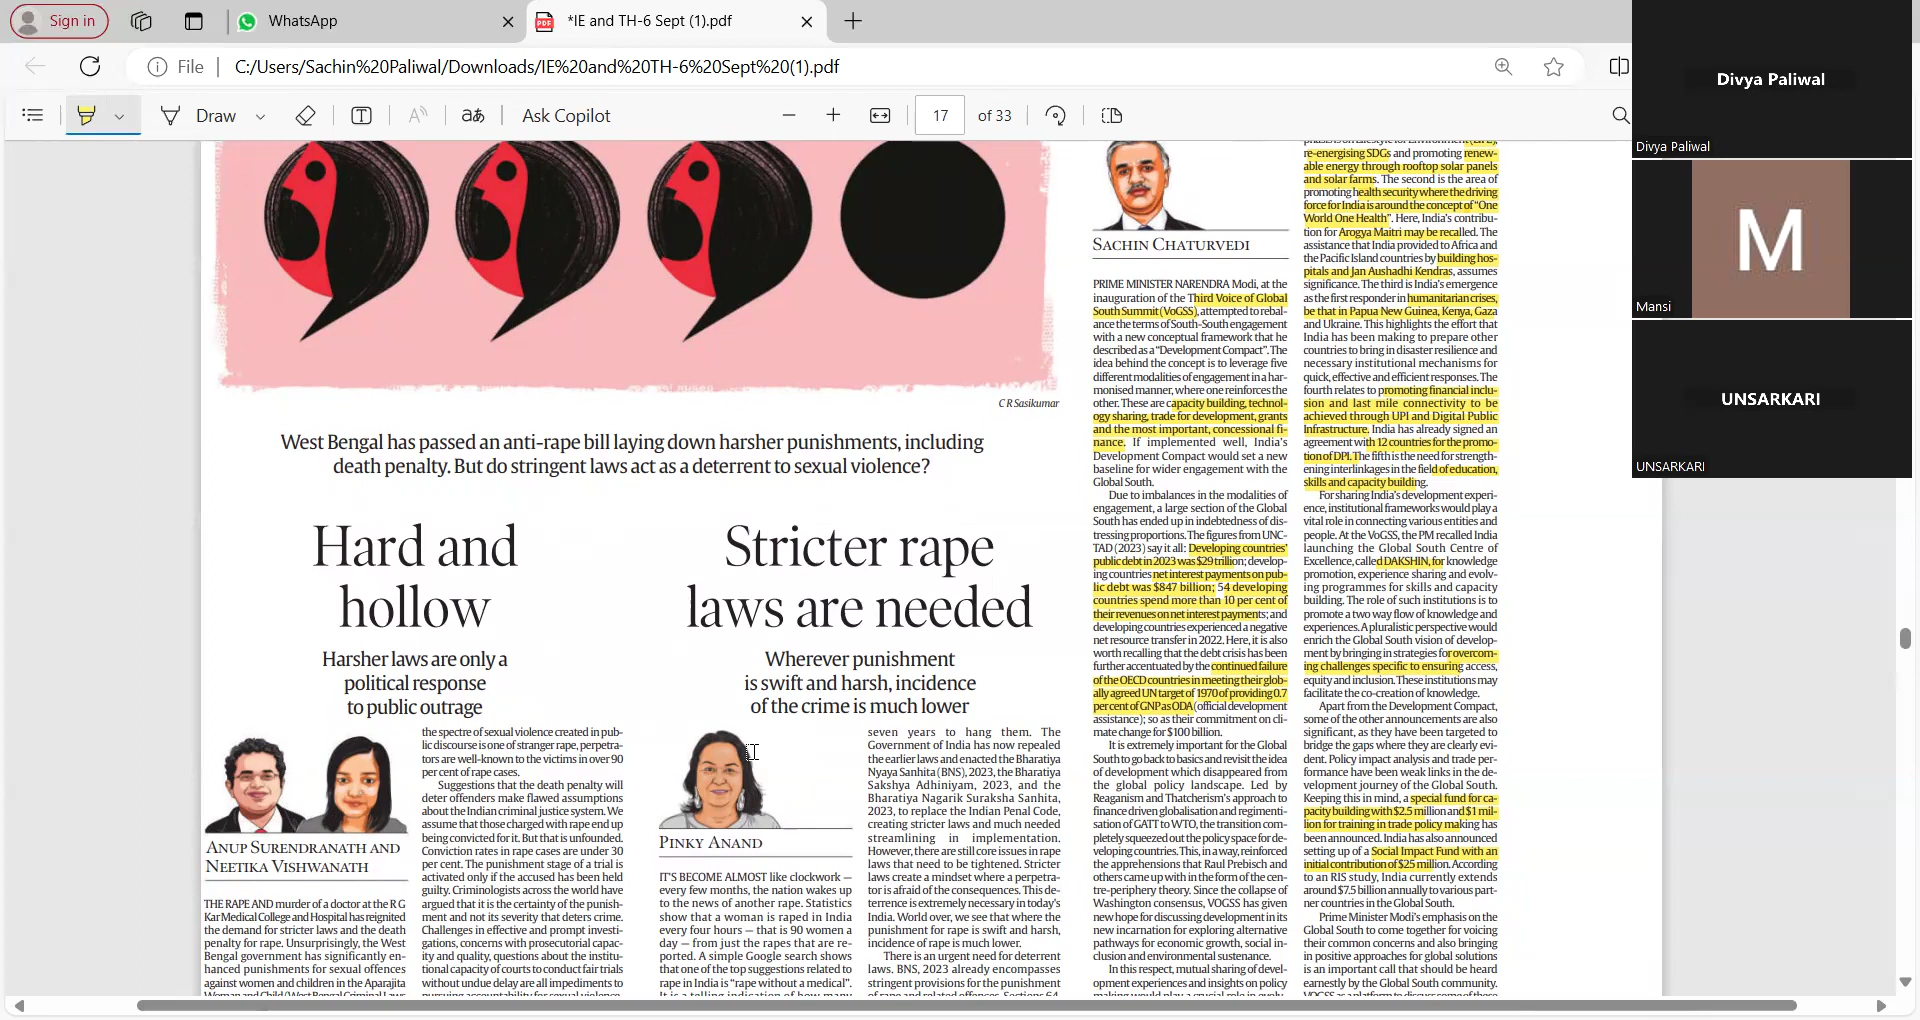 Sign in
WhatsApp
*IE and TH-6 Sept (1).pdf
File
C:/Users/Sachin%20Paliwal/Downloads/IE%20and%20TH-6%20Sept%20(1).pdf
Draw
Ask Copilot
17
of 33
C R Sasikumar
West Bengal has passed an anti-rape bill laying down harsher punishments, including
death penalty. But do stringent laws act as a deterrent to sexual violence?
Hard and
hollow
Harsher laws are only a
political response
to public outrage
ANUP SURENDRANATH AND
NEETIKA VISHWANATH
THE RAPE AND murder of a doctor at the R G
Kar Medical College and Hospital has reignited
the demand for stricter laws and the death
penalty for rape. Unsurprisingly, the West
Bengal government has significantly en-
hanced punishments for sexual offences
against women and children in the Aparajita
Woman and Child (West Bengal Criminal Laws
the spectre of sexual violence created in pub-
lic discourse is one of stranger rape, perpetra-
tors are well-known to the victims in over 90
per cent of rape cases.
Suggestions that the death penalty will
deter offenders make flawed assumptions
about the Indian criminal justice system. We
assume that those charged with rape end up
being convicted for it. But that is unfounded.
Conviction rates in rape cases are under 30
per cent. The punishment stage of a trial is
activated only if the accused has been held
guilty. Criminologists across the world have
argued that it is the certainty of the punish-
ment and not its severity that deters crime.
Challenges in effective and prompt investi-
gations, concerns with prosecutorial capac-
ity and quality, questions about the institu-
tional capacity of courts to conduct fair trials
without undue delay are all impediments to
pursuing accountability for sexual violence.
Stricter rape
laws are needed
Wherever punishment
is swift and harsh, incidence
of the crime is much lower
PINKY ANAND
IT'S BECOME ALMOST like clockwork —
every few months, the nation wakes up
to the news of another rape. Statistics
show that a woman is raped in India
every four hours — that is 90 women a
day — from just the rapes that are re-
ported. A simple Google search shows
that one of the top suggestions related to
rape in India is "rape without a medical".
It is a telling indication of how many
seven years to hang them. The
Government of India has now repealed
the earlier laws and enacted the Bharatiya
Nyaya Sanhita (BNS), 2023, the Bharatiya
Sakshya Adhiniyam, 2023, and the
Bharatiya Nagarik Suraksha Sanhita,
2023, to replace the Indian Penal Code,
creating stricter laws and much needed
streamlining in implementation.
However, there are still core issues in rape
laws that need to be tightened. Stricter
laws create a mindset where a perpetra-
tor is afraid of the consequences. This de-
terrence is extremely necessary in today's
India. World over, we see that where the
punishment for rape is swift and harsh,
incidence of rape is much lower.
There is an urgent need for deterrent
laws. BNS, 2023 already encompasses
stringent provisions for the punishment
of rape and related offences. Sections 64,
SACHIN CHATURVEDI
PRIME MINISTER NARENDRA Modi, at the
inauguration of the Third Voice of Global
South Summit (VoGSS), attempted to rebal-
ance the terms of South-South engagement
with a new conceptual framework that he
described as a "Development Compact". The
idea behind the concept is to leverage five
different modalities of engagement in a har-
monised manner, where one reinforces the
other. These are capacity building, technol-
ogy sharing, trade for development, grants
and the most important, concessional fi-
nance. If implemented well, India's
Development Compact would set a new
baseline for wider engagement with the
Global South.
Due to imbalances in the modalities of
engagement, a large section of the Global
South has ended up in indebtedness of dis-
tressing proportions. The figures from UNC-
TAD (2023) say it all: Developing countries'
public debt in 2023 was $29 trillion; develop-
ing countries net interest payments on pub-
lic debt was $847 billion; 54 developing
countries spend more than 10 per cent of
their revenues on net interest payments; and
developing countries experienced a negative
net resource transfer in 2022. Here, it is also
worth recalling that the debt crisis has been
further accentuated by the continued failure
of the OECD countries in meeting their glob-
ally agreed UN target of 1970 of providing 0.7
per cent of GNP as ODA (official development
assistance); so as their commitment on cli-
mate change for $100 billion.
It is extremely important for the Global
South to go back to basics and revisit the idea
of development which disappeared from
the global policy landscape. Led by
Reaganism and Thatcherism's approach to
finance driven globalisation and regimenti-
sation of GATT to WTO, the transition com-
pletely squeezed out the policy space for de-
veloping countries. This, in a way, reinforced
the apprehensions that Raul Prebisch and
others came up with in the form of the cen-
tre-periphery theory. Since the collapse of
Washington consensus, VOGSS has given
new hope for discussing development in its
new incarnation for exploring alternative
pathways for economic growth, social in-
clusion and environmental sustenance.
In this respect, mutual sharing of devel-
opment experiences and insights on policy
making would play a crucial role in evolv-
re-energising SDGs and promoting renew-
able energy through rooftop solar panels
and solar farms. The second is the area of
promoting health security where the driving
force for India is around the concept of "One
World One Health". Here, India's contribu-
tion for Arogya Maitri may be recalled. The
assistance that India provided to Africa and
the Pacific Island countries by building hos-
pitals and Jan Aushadhi Kendras, assumes
significance. The third is India's emergence
as the first responder in humanitarian crises,
be that in Papua New Guinea, Kenya, Gaza
and Ukraine. This highlights the effort that
India has been making to prepare other
countries to bring in disaster resilience and
necessary institutional mechanisms for
quick, effective and efficient responses. The
fourth relates to promoting financial inclu-
sion and last mile connectivity to be
achieved through UPI and Digital Public
Infrastructure. India has already signed an
agreement with 12 countries for the promo-
tion of DPI. The fifth is the need for strength-
ening interlinkages in the field of education,
skills and capacity building.
For sharing India's development experi-
ence, institutional frameworks would play a
vital role in connecting various entities and
people. At the VoGSS, the PM recalled India
launching the Global South Centre of
Excellence, called DAKSHIN, for knowledge
promotion, experience sharing and evolv-
ing programmes for skills and capacity
building. The role of such institutions is to
promote a two way flow of knowledge and
experiences. A pluralistic perspective would
enrich the Global South vision of develop-
ment by bringing in strategies for overcom-
ing challenges specific to ensuring access,
equity and inclusion. These institutions may
facilitate the co-creation of knowledge.
Apart from the Development Compact,
some of the other announcements are also
significant, as they have been targeted to
bridge the gaps where they are clearly evi-
dent. Policy impact analysis and trade per-
formance have been weak links in the de-
velopment journey of the Global South.
Keeping this in mind, a special fund for ca-
pacity building with $2.5 million and $1 mil-
lion for training in trade policy making has
been announced. India has also announced
setting up of a Social Impact Fund with an
initial contribution of $25 million. According
to an RIS study, India currently extends
around $7.5 billion annually to various part-
ner countries in the Global South.
Prime Minister Modi's emphasis on the
Global South to come together for voicing
their common concerns and also bringing
in positive approaches for global solutions
is an important call that should be heard
earnestly by the Global South community.
VOGSS as a platform to discuss some of these
Divya Paliwal
Divya Paliwal
M
Mansi
UNSARKARI
UNSARKARI